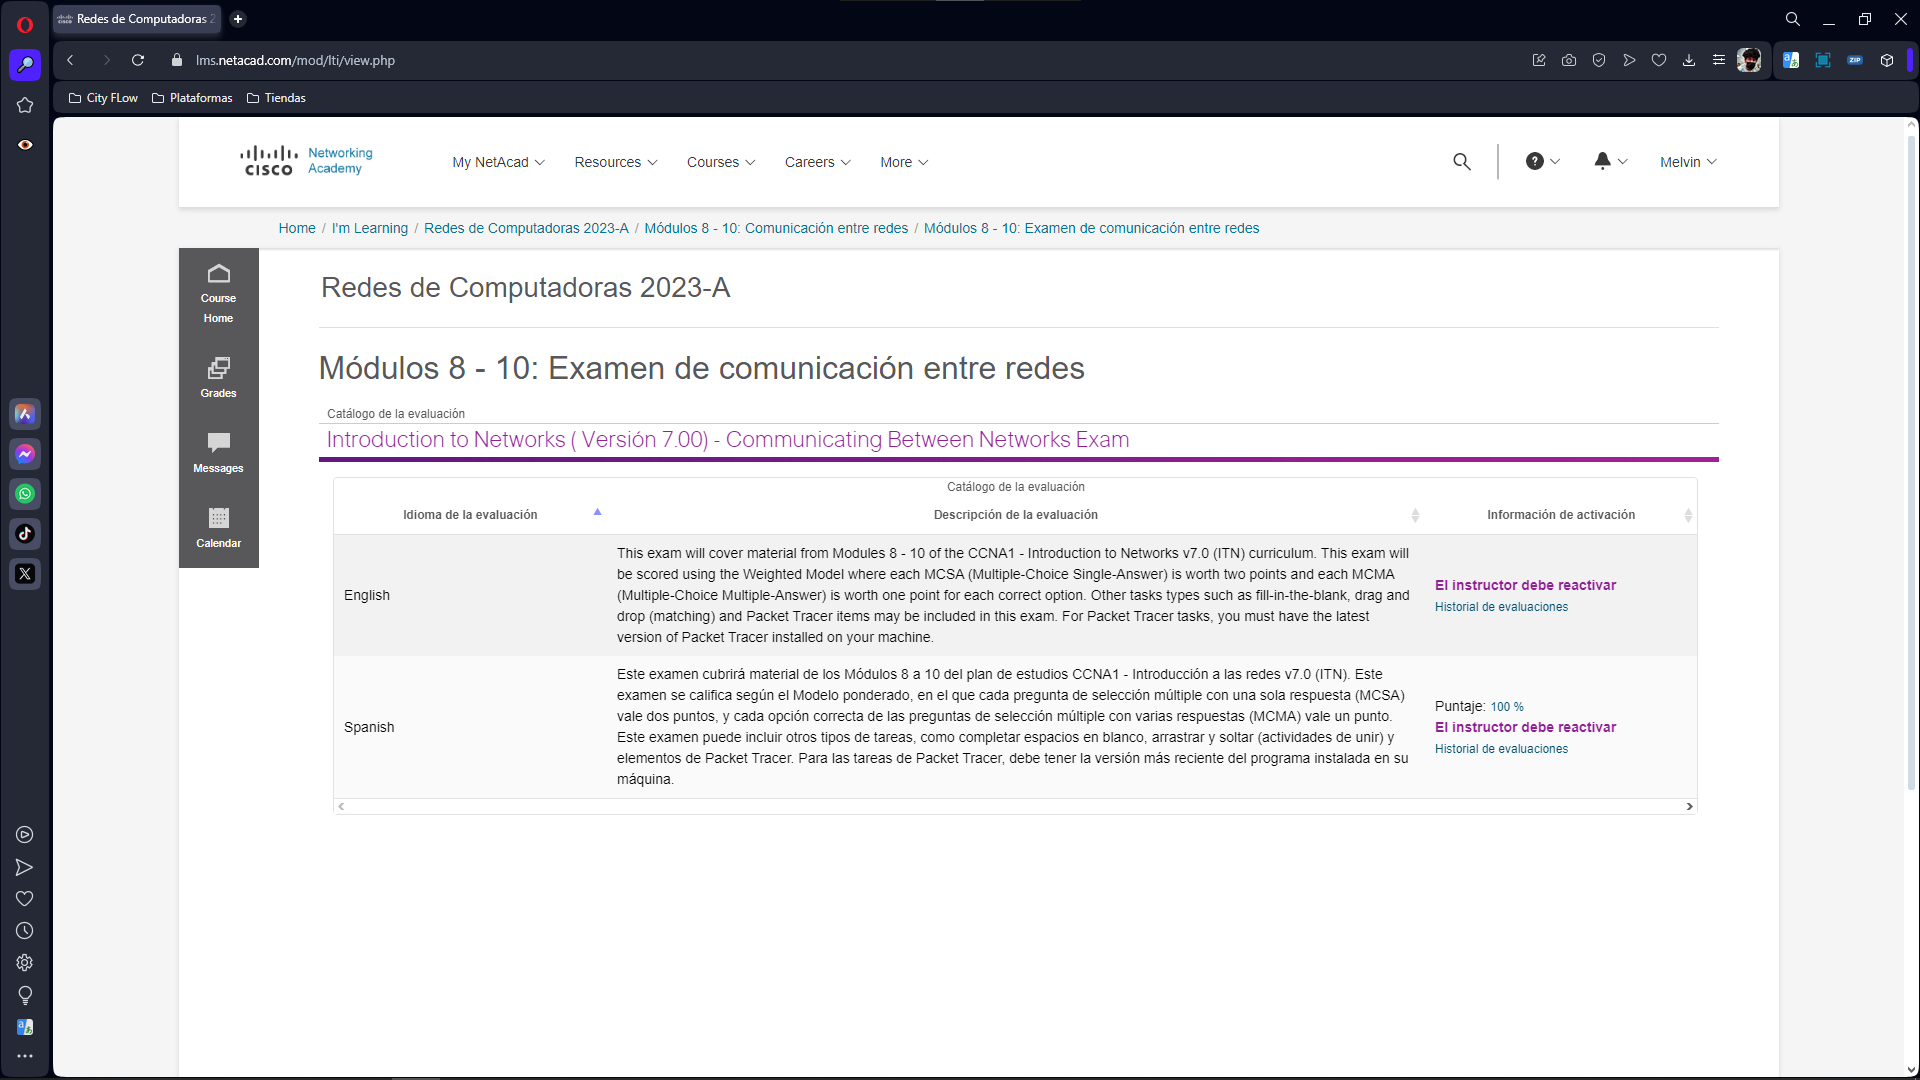 Redes de Computadoras 2
lms.netacad.com/mod/lti/view.php
ZIP
City FLow
Plataformas
Tiendas
CISCO
Networking
Academy
My NetAcad
Resources
Courses
Careers
More
Melvin
Home / I'm Learning / Redes de Computadoras 2023-A / Módulos 8 - 10: Comunicación entre redes / Módulos 8 - 10: Examen de comunicación entre redes
Course
Home
Grades
Messages
Calendar
Redes de Computadoras 2023-A
Módulos 8 - 10: Examen de comunicación entre redes
Catálogo de la evaluación
Introduction to Networks ( Versión 7.00) - Communicating Between Networks Exam
Catálogo de la evaluación
Idioma de la evaluación
Descripción de la evaluación
Información de activación
English
This exam will cover material from Modules 8 - 10 of the CCNA1 - Introduction to Networks v7.0 (ITN) curriculum. This exam will
be scored using the Weighted Model where each MCSA (Multiple-Choice Single-Answer) is worth two points and each MCMA
(Multiple-Choice Multiple-Answer) is worth one point for each correct option. Other tasks types such as fill-in-the-blank, drag and
drop (matching) and Packet Tracer items may be included in this exam. For Packet Tracer tasks, you must have the latest
version of Packet Tracer installed on your machine.
El instructor debe reactivar
Historial de evaluaciones
Spanish
Este examen cubrirá material de los Módulos 8 a 10 del plan de estudios CCNA1 - Introducción a las redes v7.0 (ITN). Este
examen se califica según el Modelo ponderado, en el que cada pregunta de selección múltiple con una sola respuesta (MCSA)
vale dos puntos, y cada opción correcta de las preguntas de selección múltiple con varias respuestas (MCMA) vale un punto.
Este examen puede incluir otros tipos de tareas, como completar espacios en blanco, arrastrar y soltar (actividades de unir) y
elementos de Packet Tracer. Para las tareas de Packet Tracer, debe tener la versión más reciente del programa instalada en su
máquina.
Puntaje: 100 %
El instructor debe reactivar
Historial de evaluaciones